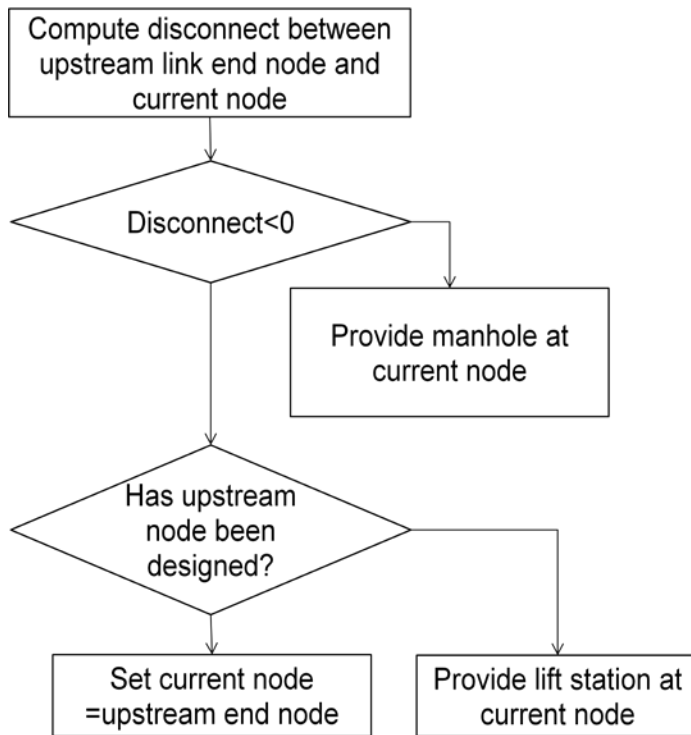 Compute disconnect between
upstream link end node and
current node
Disconnect<0
Provide manhole at
current node
Has upstream
node been
designed?
Set current node
=upstream end node
Provide lift station at
current node